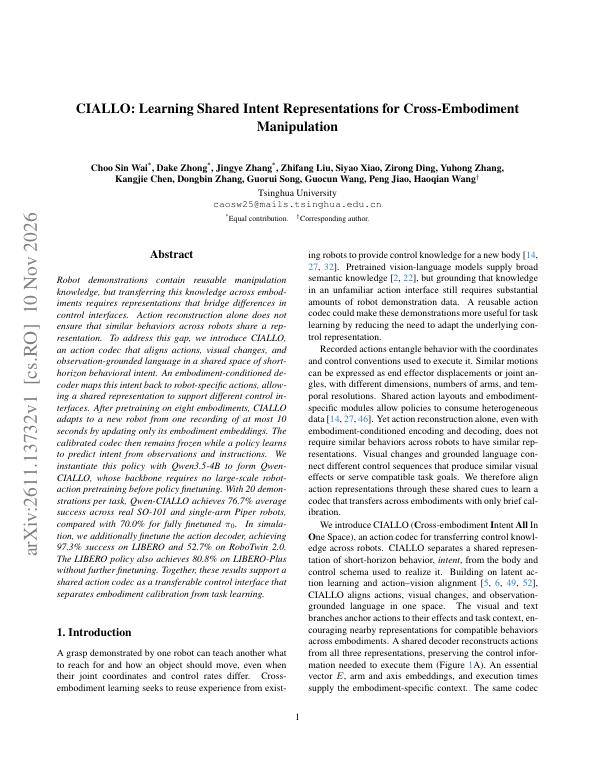 CIALLO: Learning Shared Intent Representations for Cross-Embodiment
Manipulation
Choo Sin Wai*, Dake Zhong*, Jingye Zhang*, Zhifang Liu, Siyao Xiao, Zirong Ding, Yuhong Zhang,
Kangjie Chen, Dongbin Zhang, Guorui Song, Guocun Wang, Peng Jiao, Haoqian Wang†
Tsinghua University
caosw25@mails.tsinghua.edu.cn
*Equal contribution. †Corresponding author.
arXiv:2611.13732v1 [cs.RO] 10 Nov 2026
Abstract
Robot demonstrations contain reusable manipulation
knowledge, but transferring this knowledge across embod-
iments requires representations that bridge differences in
control interfaces. Action reconstruction alone does not
ensure that similar behaviors across robots share a rep-
resentation. To address this gap, we introduce CIALLO,
an action codec that aligns actions, visual changes, and
observation-grounded language in a shared space of short-
horizon behavioral intent. An embodiment-conditioned de-
coder maps this intent back to robot-specific actions, allow-
ing a shared representation to support different control in-
terfaces. After pretraining on eight embodiments, CIALLO
adapts to a new robot from one recording of at most 10
seconds by updating only its embodiment embeddings. The
calibrated codec then remains frozen while a policy learns
to predict intent from observations and instructions. We
instantiate this policy with Qwen3.5-4B to form Qwen-
CIALLO, whose backbone requires no large-scale robot-
action pretraining before policy finetuning. With 20 demon-
strations per task, Qwen-CIALLO achieves 76.7% average
success across real SO-101 and single-arm Piper robots,
compared with 70.0% for fully finetuned π0. In simula-
tion, we additionally finetune the action decoder, achieving
97.3% success on LIBERO and 52.7% on RoboTwin 2.0.
The LIBERO policy also achieves 80.8% on LIBERO-Plus
without further finetuning. Together, these results support
a shared action codec as a transferable control interface that
separates embodiment calibration from task learning.
1. Introduction
A grasp demonstrated by one robot can teach another what
to reach for and how an object should move, even when
their joint coordinates and control rates differ. Cross-
embodiment learning seeks to reuse experience from exist-
ing robots to provide control knowledge for a new body [14,
27, 32]. Pretrained vision-language models supply broad
semantic knowledge [2, 22], but grounding that knowledge
in an unfamiliar action interface still requires substantial
amounts of robot demonstration data. A reusable action
codec could make these demonstrations more useful for task
learning by reducing the need to adapt the underlying con-
trol representation.
Recorded actions entangle behavior with the coordinates
and control conventions used to execute it. Similar motions
can be expressed as end effector displacements or joint an-
gles, with different dimensions, numbers of arms, and tem-
poral resolutions. Shared action layouts and embodiment-
specific modules allow policies to consume heterogeneous
data [14, 27, 46]. Yet action reconstruction alone, even with
embodiment-conditioned encoding and decoding, does not
require similar behaviors across robots to have similar rep-
resentations. Visual changes and grounded language con-
nect different control sequences that produce similar visual
effects or serve compatible task goals. We therefore align
action representations through these shared cues to learn a
codec that transfers across embodiments with only brief cal-
ibration.
We introduce CIALLO (Cross-embodiment Intent All In
One Space), an action codec for transferring control knowl-
edge across robots. CIALLO separates a shared represen-
tation of short-horizon behavior, intent, from the body and
control schema used to realize it. Building on latent ac-
tion learning and action–vision alignment [5, 6, 49, 52],
CIALLO aligns actions, visual changes, and observation-
grounded language in one space. The visual and text
branches anchor actions to their effects and task context, en-
couraging nearby representations for compatible behaviors
across embodiments. A shared decoder reconstructs actions
from all three representations, preserving the control infor-
mation needed to execute them (Figure 1A). An essential
vector E, arm and axis embeddings, and execution times
supply the embodiment-specific context. The same codec
1